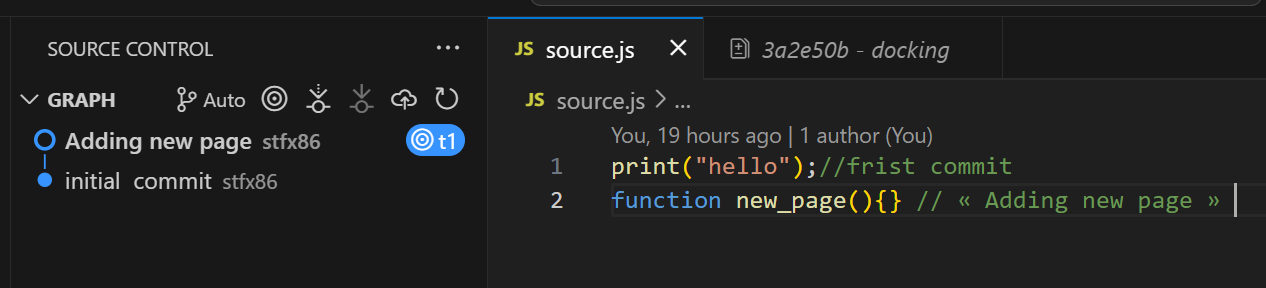 SOURCE CONTROL
GRAPH Auto
Adding new page stfx86 t1
initial commit stfx86
JS source.js 3a2e50b - docking
JS source.js > ...
You, 19 hours ago | 1 author (You)
1 print("hello");//frist commit
2 function new_page(){} // « Adding new page »